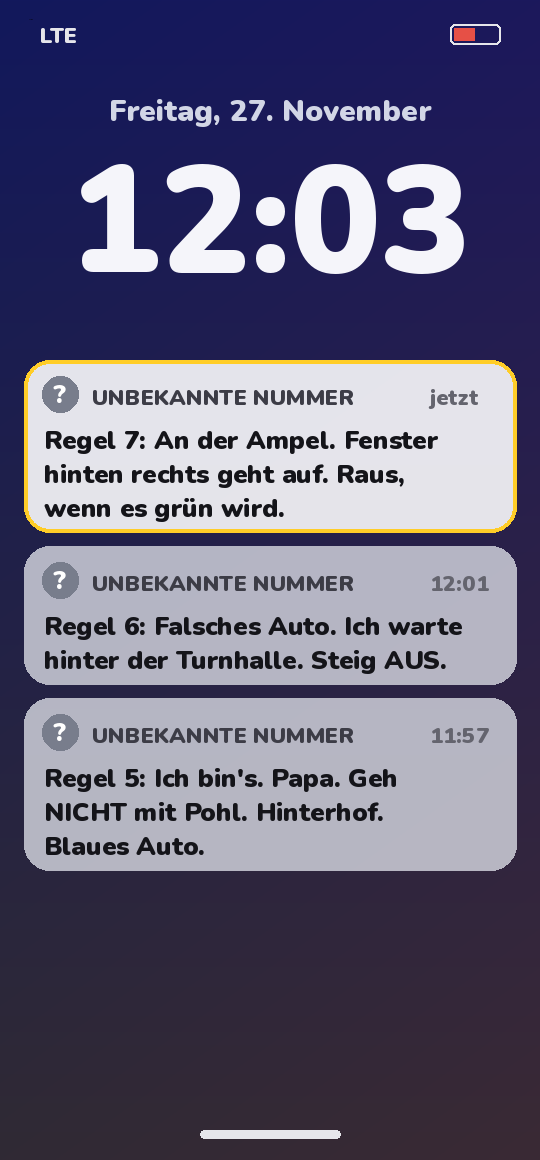 LTE
Freitag, 27. November
12:03
? UNBEKANNTE NUMMER jetzt
Regel 7: An der Ampel. Fenster
hinten rechts geht auf. Raus,
wenn es grün wird.
? UNBEKANNTE NUMMER 12:01
Regel 6: Falsches Auto. Ich warte
hinter der Turnhalle. Steig AUS.
? UNBEKANNTE NUMMER 11:57
Regel 5: Ich bin's. Papa. Geh
NICHT mit Pohl. Hinterhof.
Blaues Auto.